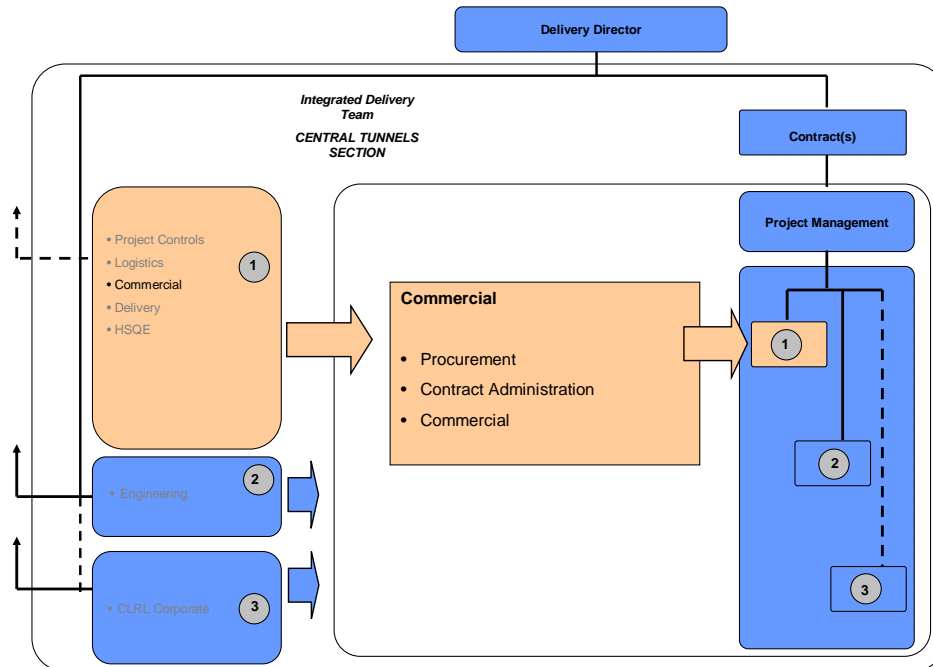 Delivery Director
Integrated Delivery
Team
CENTRAL TUNNELS
SECTION
Contract(s)
Project Management
• Project Controls
• Logistics
• Commercial
• Delivery
• HSQE
1
Commercial
• Procurement
• Contract Administration
• Commercial
1
2
3
• Engineering
2
• CLRL Corporate
3